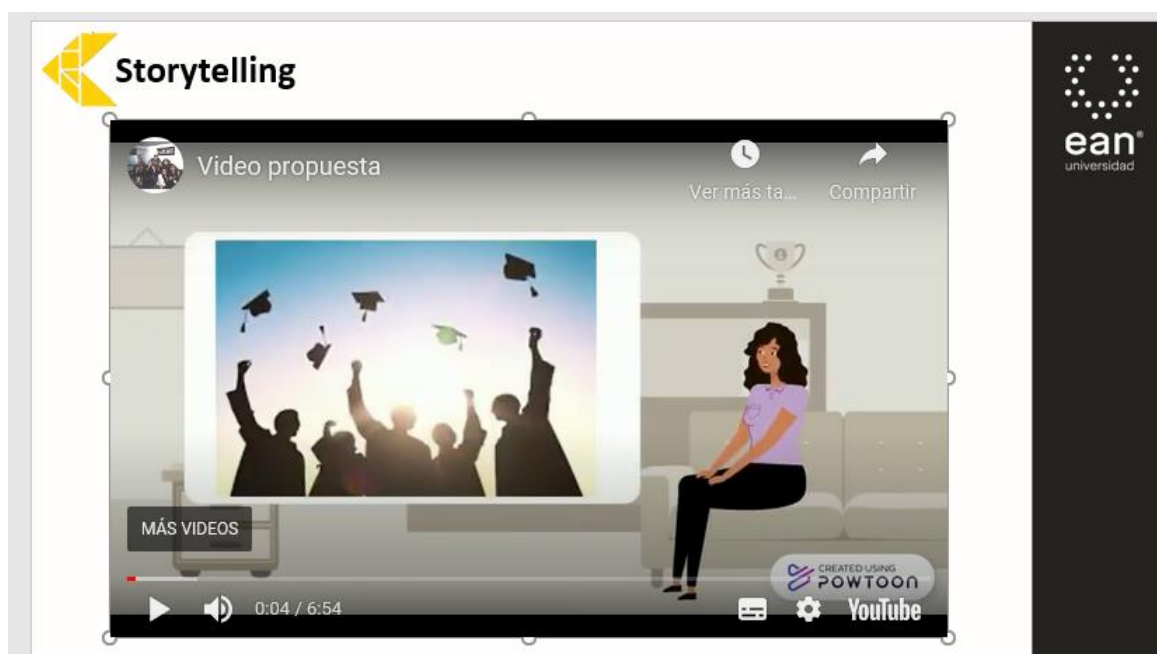 Storytelling
Video propuesta
Ver más ta...
Compartir
ean®
universidad
MÁS VIDEOS
CREATED USING
POWTOON
0:04 / 6:54
YouTube